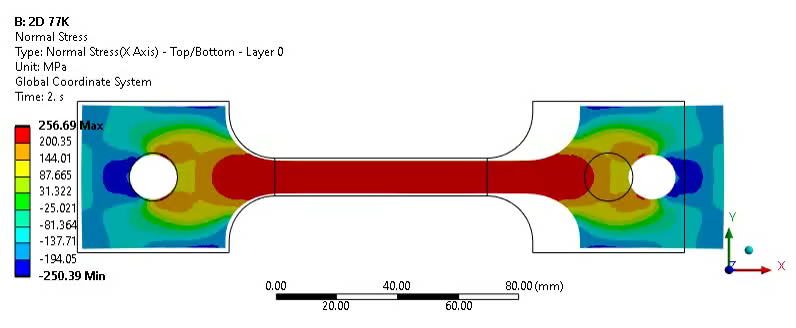 B: 2D 77K
Normal Stress
Type: Normal Stress(X Axis) - Top/Bottom - Layer 0
Unit: MPa
Global Coordinate System
Time: 2. s
256.69 Max
200.35
144.01
87.665
31.322
-25.021
-81.364
-137.71
-194.05
-250.39 Min
0.00 40.00 80.00 (mm)
20.00 60.00
Y
Z X